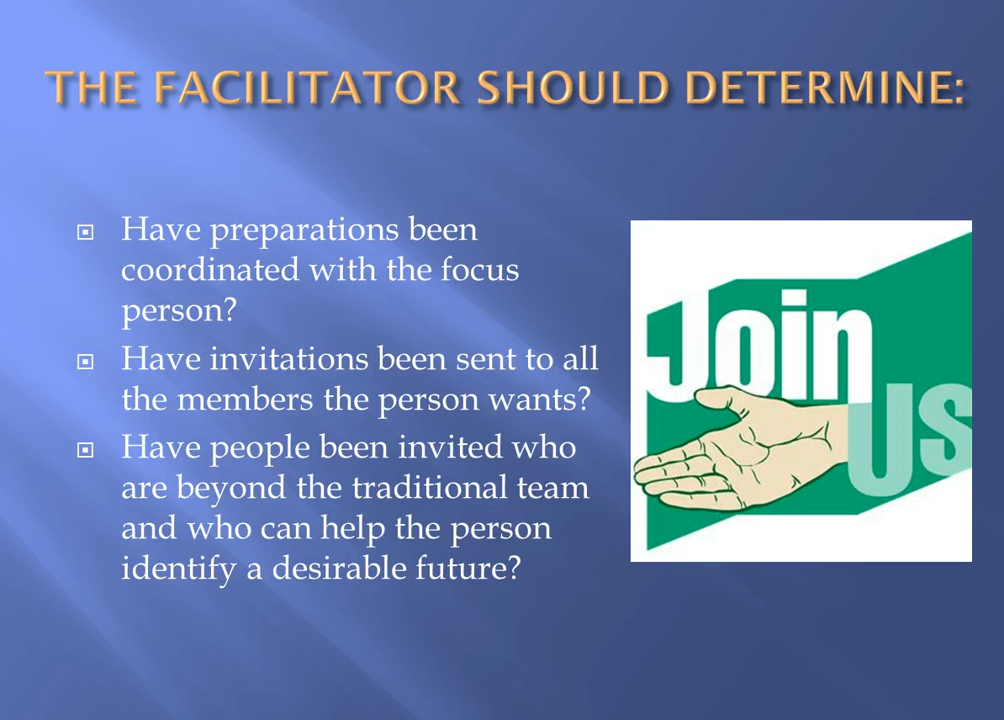 THE FACILITATOR SHOULD DETERMINE:
Have preparations been
coordinated with the focus
person?
Have invitations been sent to all
the members the person wants?
Have people been invited who
are beyond the traditional team
and who can help the person
identify a desirable future?
Join
US